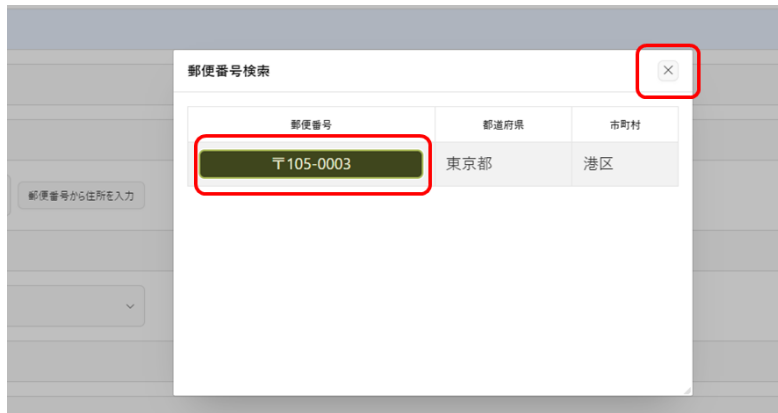 郵便番号検索
郵便番号 都道府県 市町村
〒105-0003 東京都 港区
郵便番号から住所を入力